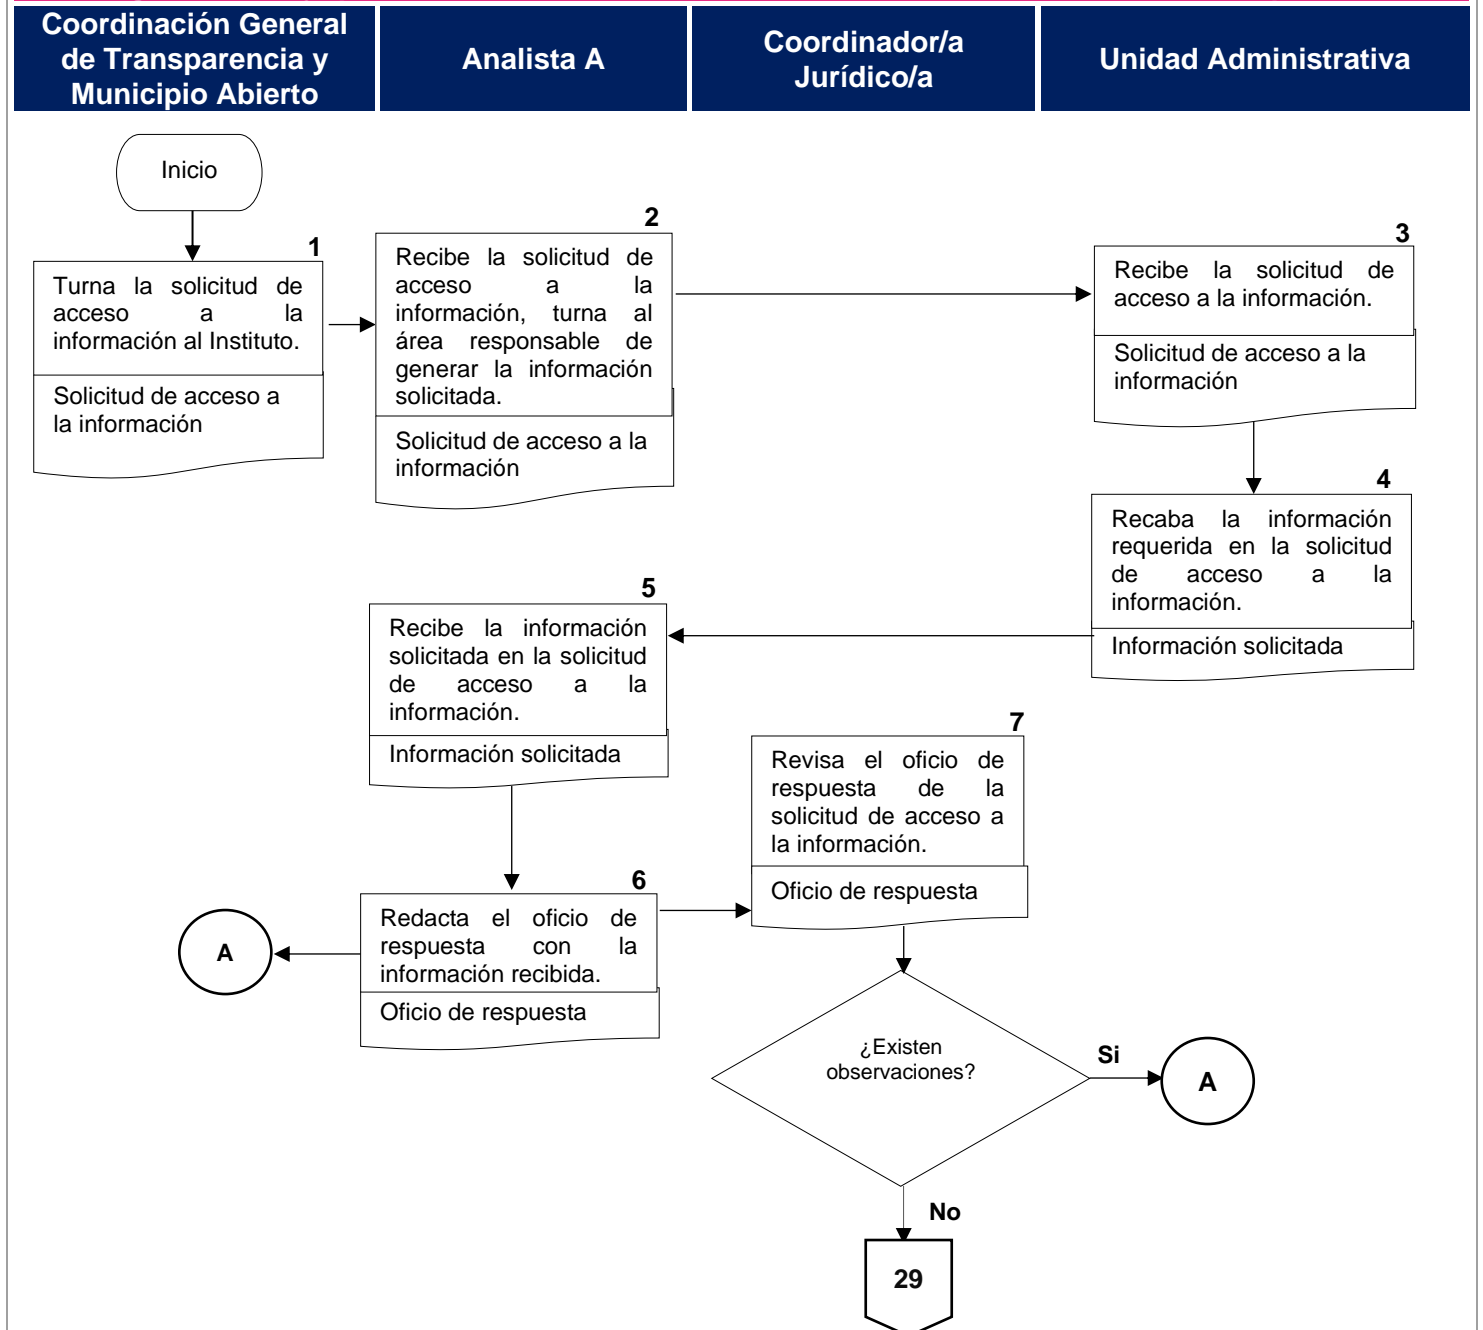 Coordinación General
de Transparencia y
Municipio Abierto
Analista A
Coordinador/a
Jurídico/a
Unidad Administrativa
Inicio
1
Turna la solicitud de
acceso a la
información al Instituto.
Solicitud de acceso a
la información
2
Recibe la solicitud de
acceso a la
información, turna al
área responsable de
generar la información
solicitada.
Solicitud de acceso a la
información
3
Recibe la solicitud de
acceso a la información.
Solicitud de acceso a la
información
4
Recaba la información
requerida en la solicitud
de acceso a la
información.
Información solicitada
5
Recibe la información
solicitada en la solicitud
de acceso a la
información.
Información solicitada
6
Redacta el oficio de
respuesta con la
información recibida.
Oficio de respuesta
A
7
Revisa el oficio de
respuesta de la
solicitud de acceso a
la información.
Oficio de respuesta
¿Existen
observaciones?
Si
A
No
29